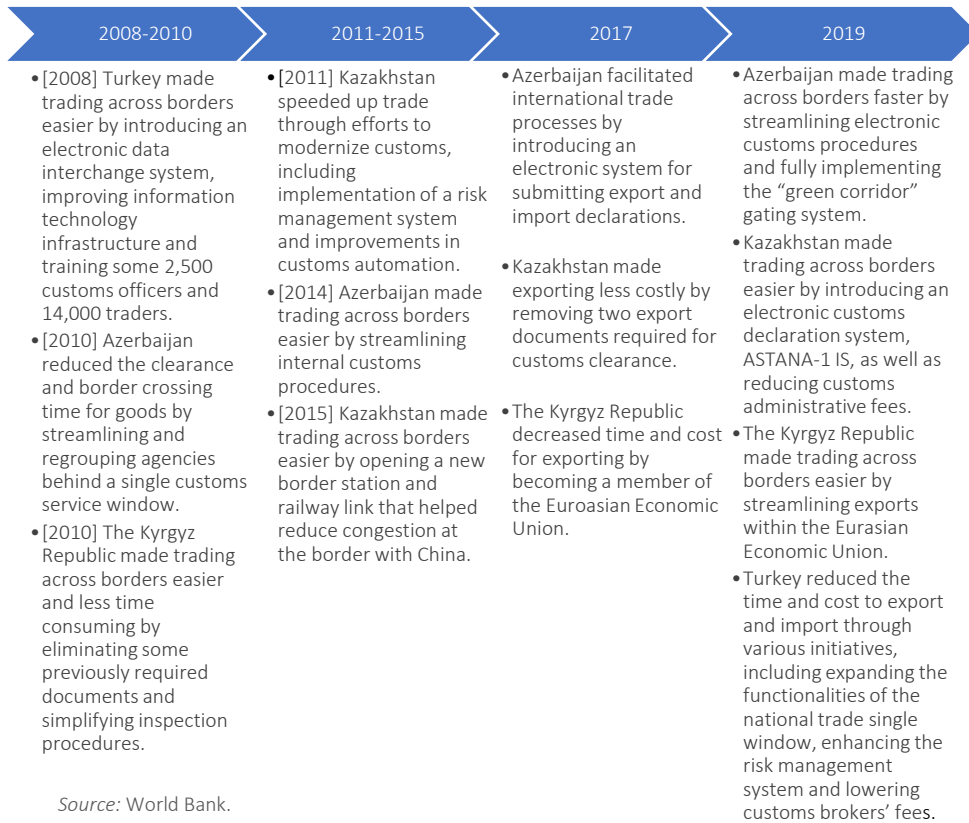 2008-2010
2011-2015
2017
2019
•[2008] Turkey made
trading across borders
easier by introducing an
electronic data
interchange system,
improving information
technology
infrastructure and
training some 2,500
customs officers and
14,000 traders.
•[2010] Azerbaijan
reduced the clearance
and border crossing
time for goods by
streamlining and
regrouping agencies
behind a single customs
service window.
•[2010] The Kyrgyz
Republic made trading
across borders easier
and less time
consuming by
eliminating some
previously required
documents and
simplifying inspection
procedures.
•[2011] Kazakhstan
speeded up trade
through efforts to
modernize customs,
including
implementation of a risk
management system
and improvements in
customs automation.
•[2014] Azerbaijan made
trading across borders
easier by streamlining
internal customs
procedures.
•[2015] Kazakhstan made
trading across borders
easier by opening a new
border station and
railway link that helped
reduce congestion at
the border with China.
•Azerbaijan facilitated
international trade
processes by
introducing an
electronic system for
submitting export and
import declarations.
•Kazakhstan made
exporting less costly by
removing two export
documents required for
customs clearance.
•The Kyrgyz Republic
decreased time and cost
for exporting by
becoming a member of
the Euroasian Economic
Union.
•Azerbaijan made trading
across borders faster by
streamlining electronic
customs procedures
and fully implementing
the “green corridor”
gating system.
•Kazakhstan made
trading across borders
easier by introducing an
electronic customs
declaration system,
ASTANA-1 IS, as well as
reducing customs
administrative fees.
•The Kyrgyz Republic
made trading across
borders easier by
streamlining exports
within the Eurasian
Economic Union.
•Turkey reduced the
time and cost to export
and import through
various initiatives,
including expanding the
functionalities of the
national trade single
window, enhancing the
risk management
system and lowering
customs brokers’ fees.
Source: World Bank.